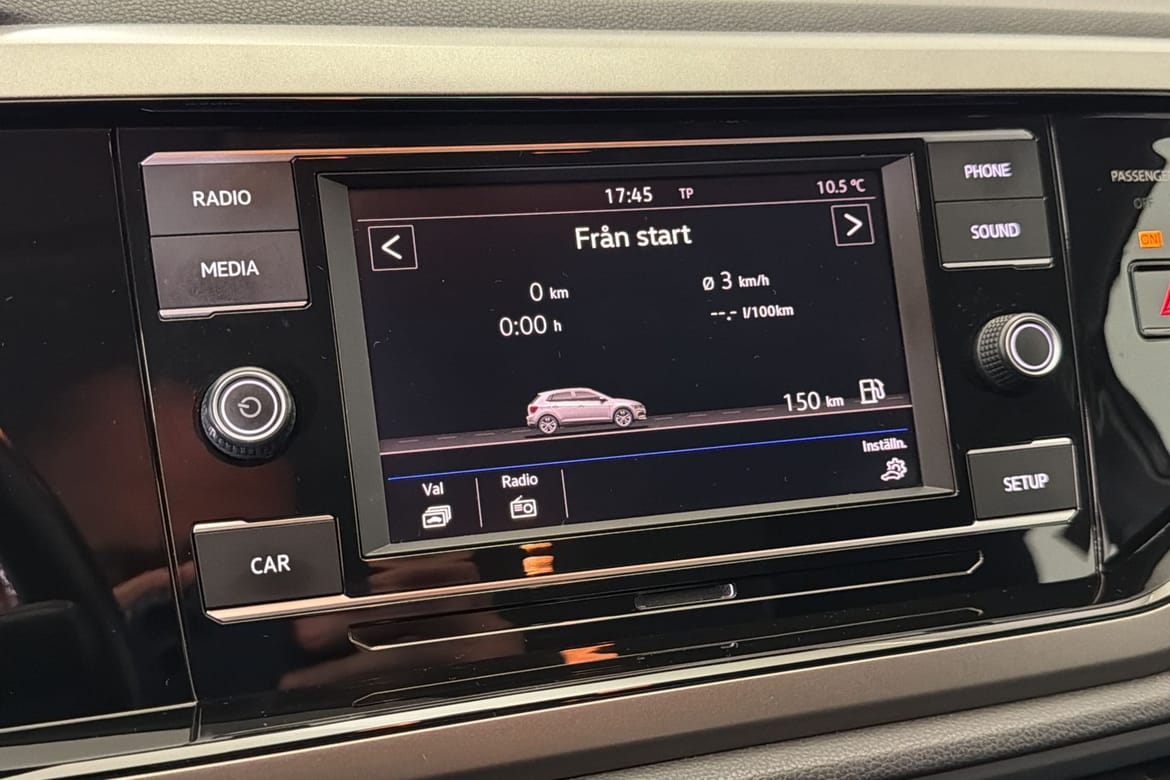 RADIO
MEDIA
CAR
17:45 TP 10.5 °C
<
Från start
>
0 km
Ø 3 km/h
0:00 h
--.- l/100km
150 km
Val
Radio
Inställn.
PHONE
SOUND
SETUP
OFF
ON!